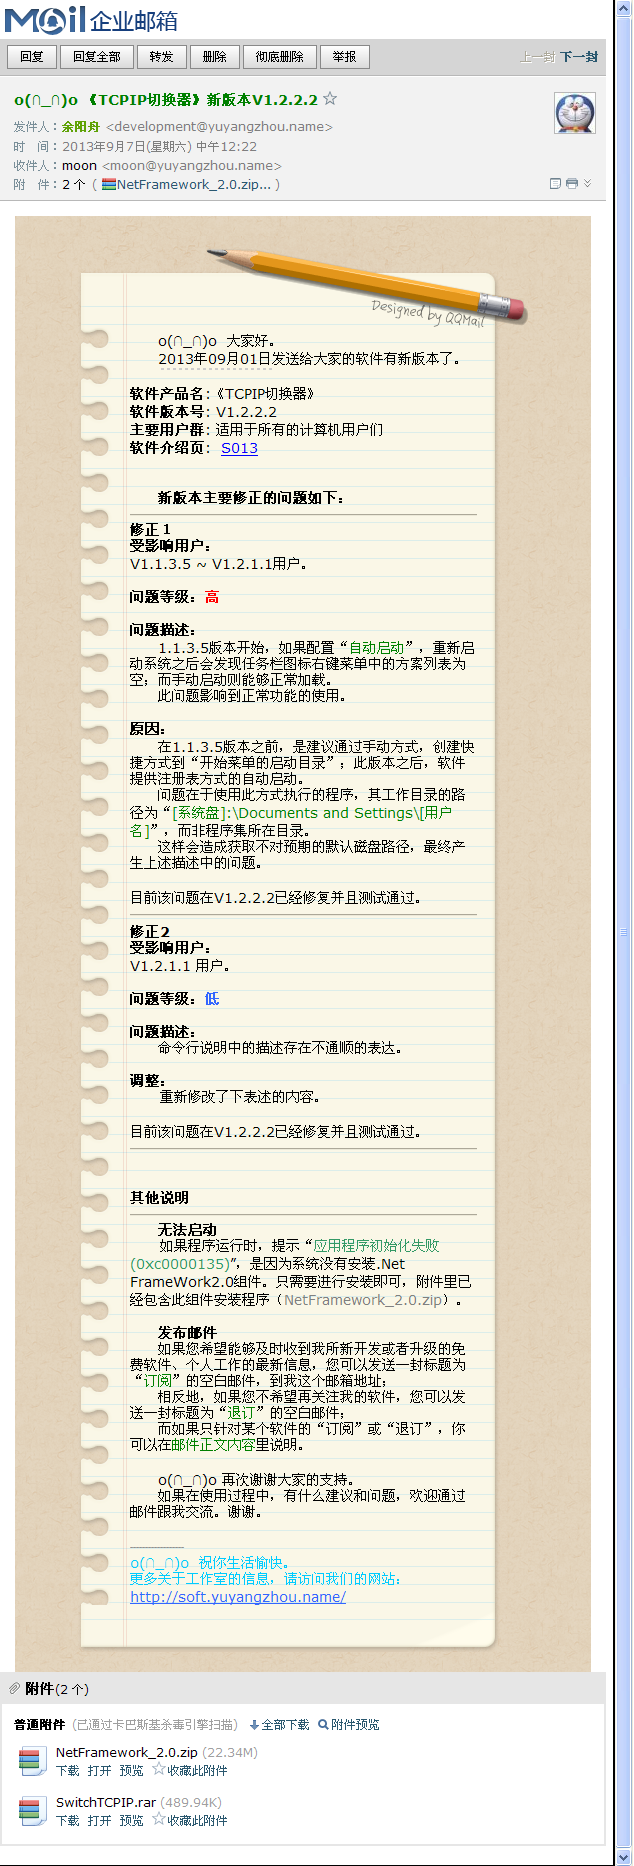 Mail 企业邮箱
回复 回复全部 转发 删除 彻底删除 举报 上一封 下一封
o(∩_∩)o 《TCPIP切换器》新版本V1.2.2.2 ☆
发件人：余阳舟 <development@yuyangzhou.name>
时 间：2013年9月7日(星期六) 中午12:22
收件人：moon <moon@yuyangzhou.name>
附 件：2 个 ( NetFramework_2.0.zip... )
Designed by QQMail
o(∩_∩)o 大家好。
2013年09月01日发送给大家的软件有新版本了。
软件产品名：《TCPIP切换器》
软件版本号：V1.2.2.2
主要用户群：适用于所有的计算机用户们
软件介绍页： S013
新版本主要修正的问题如下：
修正 1
受影响用户：
V1.1.3.5 ~ V1.2.1.1用户。
问题等级：高
问题描述：
1.1.3.5版本开始，如果配置“自动启动”，重新启
动系统之后会发现任务栏图标右键菜单中的方案列表为
空；而手动启动则能够正常加载。
此问题影响到正常功能的使用。
原因：
在1.1.3.5版本之前，是建议通过手动方式，创建快
捷方式到“开始菜单的启动目录”；此版本之后，软件
提供注册表方式的自动启动。
问题在于使用此方式执行的程序，其工作目录的路
径为“[系统盘]:\Documents and Settings\[用户
名]”，而非程序集所在目录。
这样会造成获取不对预期的默认磁盘路径，最终产
生上述描述中的问题。
目前该问题在V1.2.2.2已经修复并且测试通过。
修正2
受影响用户：
V1.2.1.1 用户。
问题等级：低
问题描述：
命令行说明中的描述存在不通顺的表达。
调整：
重新修改了下表述的内容。
目前该问题在V1.2.2.2已经修复并且测试通过。
其他说明
无法启动
如果程序运行时，提示“应用程序初始化失败
(0xc0000135)”，是因为系统没有安装.Net
FrameWork2.0组件。只需要进行安装即可，附件里已
经包含此组件安装程序（NetFramework_2.0.zip）。
发布邮件
如果您希望能够及时收到我所新开发或者升级的免
费软件、个人工作的最新信息，您可以发送一封标题为
“订阅”的空白邮件，到我这个邮箱地址；
相反地，如果您不希望再关注我的软件，您可以发
送一封标题为“退订”的空白邮件；
而如果只针对某个软件的“订阅”或“退订”，你
可以在邮件正文内容里说明。
o(∩_∩)o 再次谢谢大家的支持。
如果在使用过程中，有什么建议和问题，欢迎通过
邮件跟我交流。谢谢。
o(∩_∩)o 祝你生活愉快。
更多关于工作室的信息，请访问我们的网站：
http://soft.yuyangzhou.name/
附件(2 个)
普通附件 (已通过卡巴斯基杀毒引擎扫描) 全部下载 附件预览
NetFramework_2.0.zip (22.34M)
下载 打开 预览 ☆收藏此附件
SwitchTCPIP.rar (489.94K)
下载 打开 预览 ☆收藏此附件